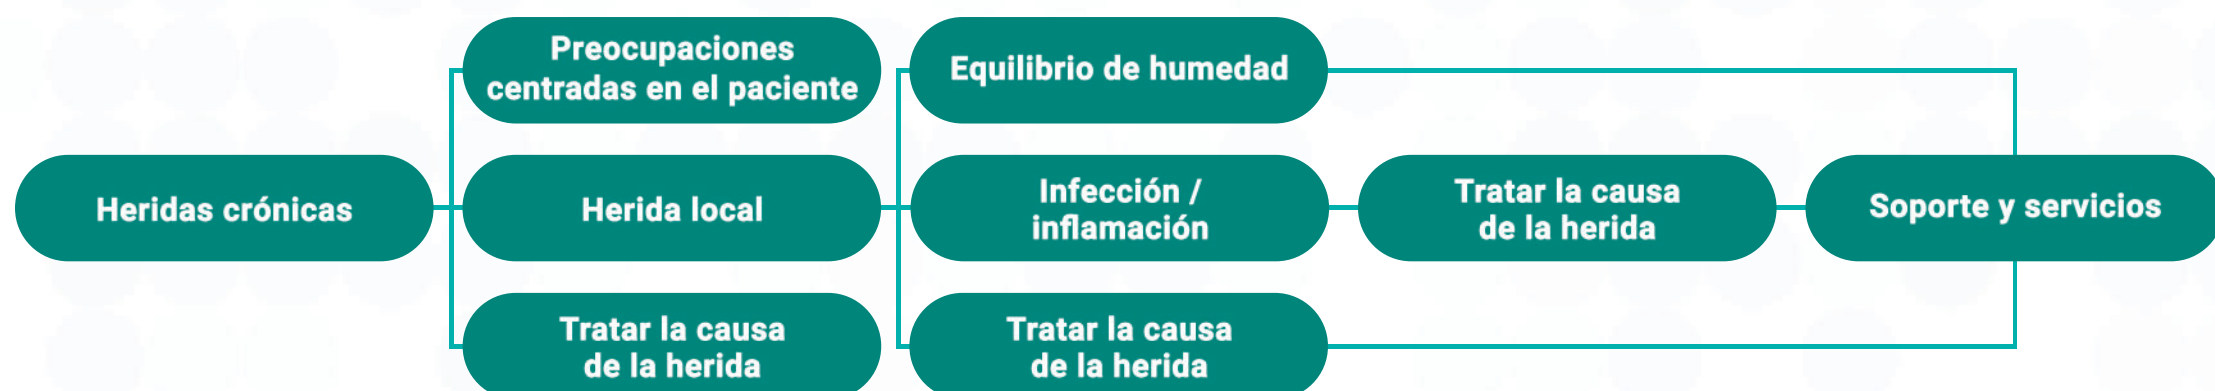 Preocupaciones
centradas en el paciente
Equilibrio de humedad
Heridas crónicas
Herida local
Infección /
inflamación
Tratar la causa
de la herida
Soporte y servicios
Tratar la causa
de la herida
Tratar la causa
de la herida